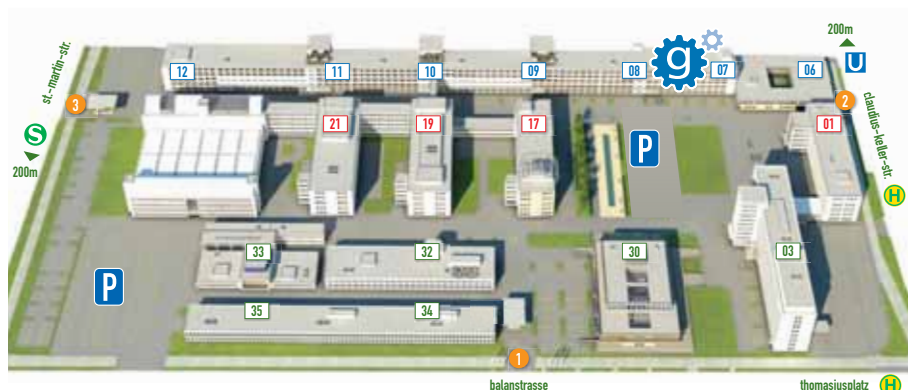 200m
st.-martin-str.
12
11
10
09
08
g
07
06
U
3
2
claudius-keller-str.
21
19
17
01
S
200m
P
H
33
32
30
03
P
35
34
1
balanstrasse
thomasiusplatz
H